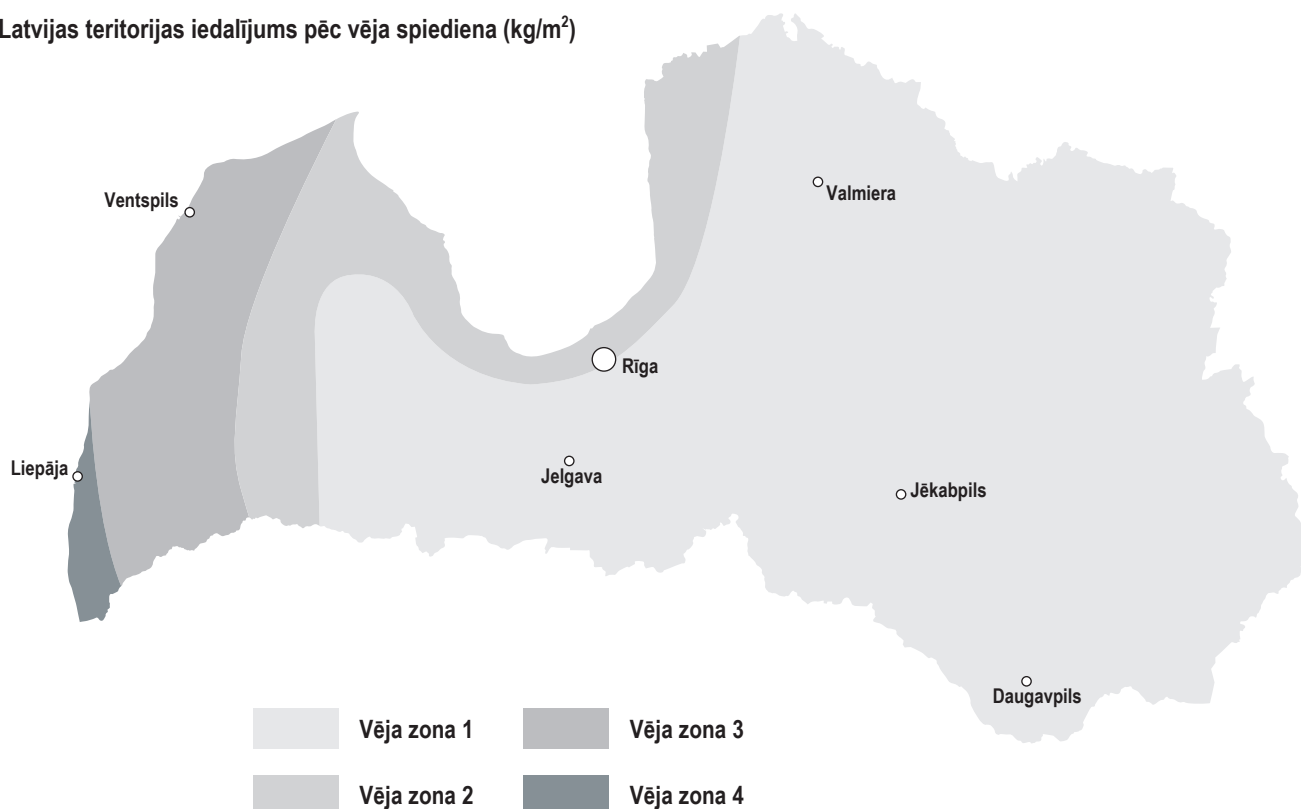 Latvijas teritorijas iedalījums pēc vēja spiediena (kg/m²)
Ventspils
Valmiera
Rīga
Liepāja
Jelgava
Jēkabpils
Daugavpils
Vēja zona 1
Vēja zona 3
Vēja zona 2
Vēja zona 4